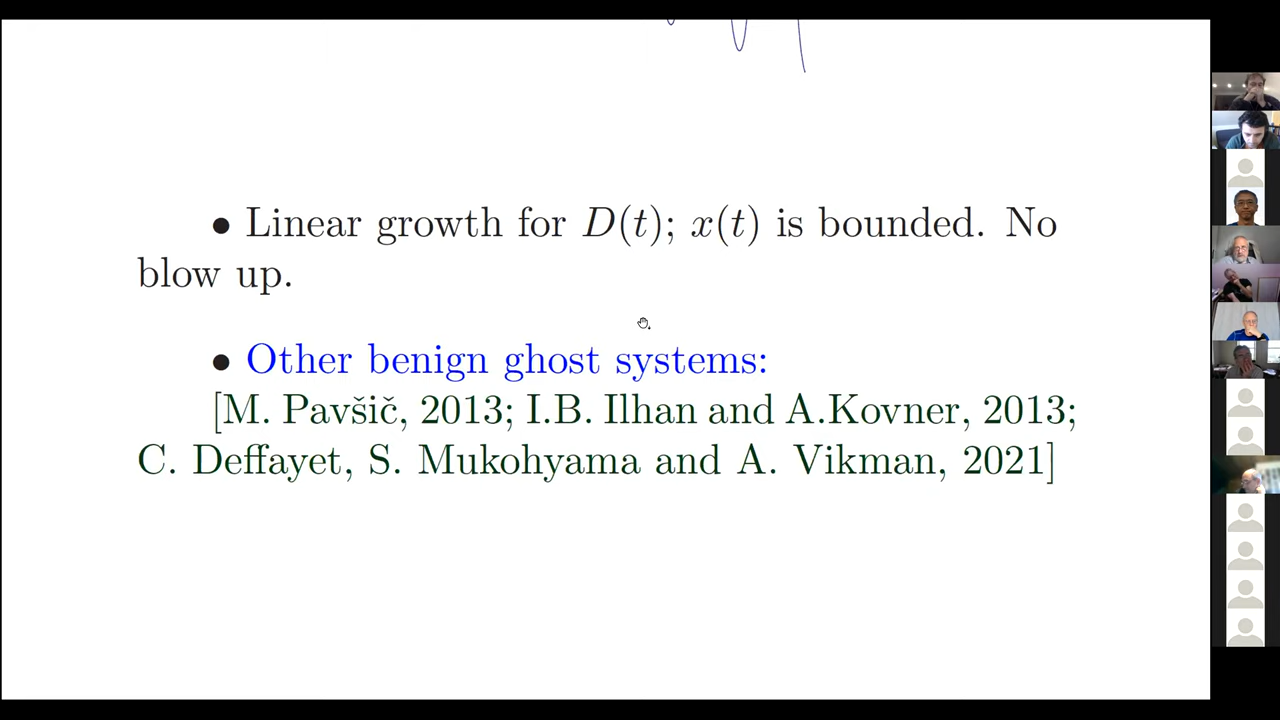 • Linear growth for D(t); x(t) is bounded. No
blow up.
• Other benign ghost systems:
[M. Pavšič, 2013; I.B. Ilhan and A.Kovner, 2013;
C. Deffayet, S. Mukohyama and A. Vikman, 2021]